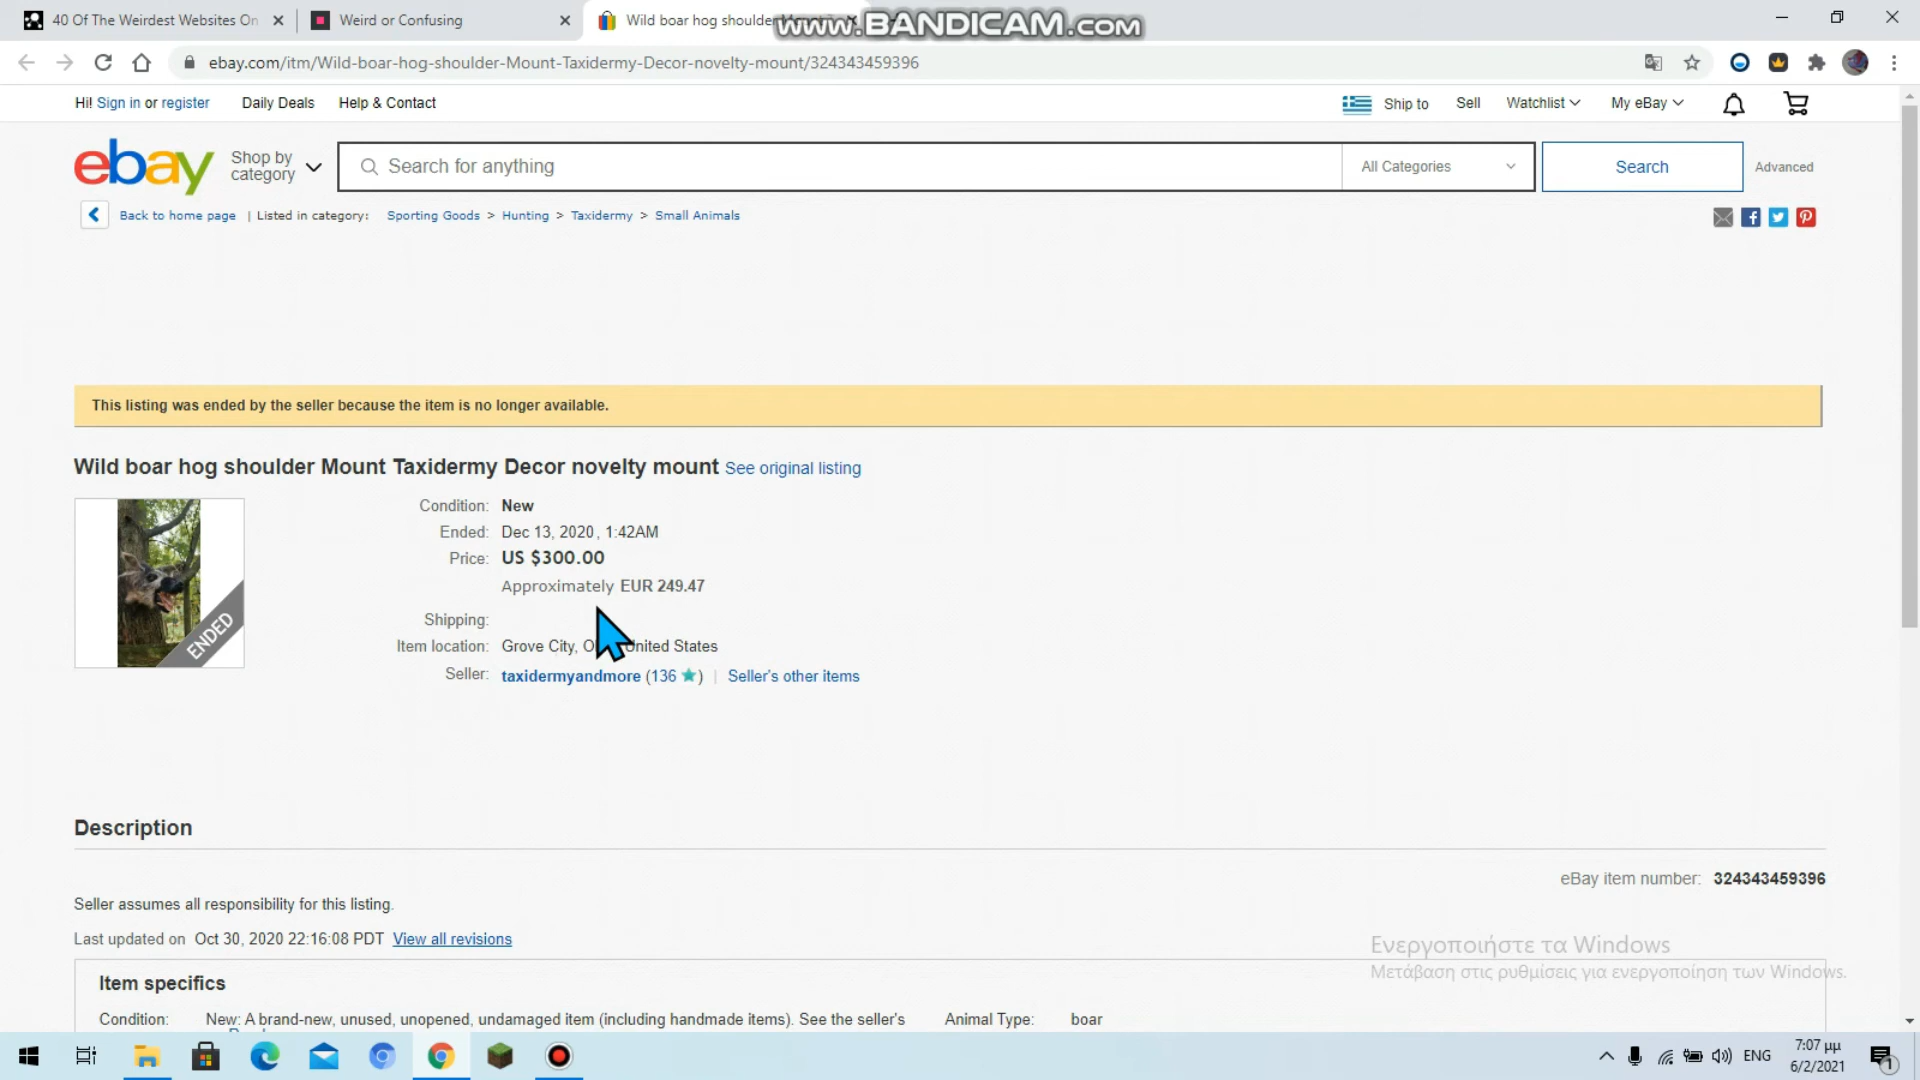 40 Of The Weirdest Websites On
Weird or Confusing
Wild boar hog shoulder
www.BANDICAM.com
ebay.com/itm/Wild-boar-hog-shoulder-Mount-Taxidermy-Decor-novelty-mount/324343459396
Hi! Sign in or register
Daily Deals
Help & Contact
Ship to
Sell
Watchlist
My eBay
ebay
Shop by category
Search for anything
All Categories
Search
Advanced
Back to home page | Listed in category: Sporting Goods > Hunting > Taxidermy > Small Animals
This listing was ended by the seller because the item is no longer available.
Wild boar hog shoulder Mount Taxidermy Decor novelty mount See original listing
ENDED
Condition: New
Ended: Dec 13, 2020 , 1:42AM
Price: US $300.00
Approximately EUR 249.47
Shipping:
Item location: Grove City, United States
Seller: taxidermyandmore (136 ★) | Seller's other items
Description
eBay item number: 324343459396
Seller assumes all responsibility for this listing.
Last updated on Oct 30, 2020 22:16:08 PDT View all revisions
Ενεργοποιήστε τα Windows
Μετάβαση στις ρυθμίσεις για ενεργοποίηση των Windows.
Item specifics
Condition: New: A brand-new, unused, unopened, undamaged item (including handmade items). See the seller's
Animal Type: boar
ENG
7:07 μμ
6/2/2021
1